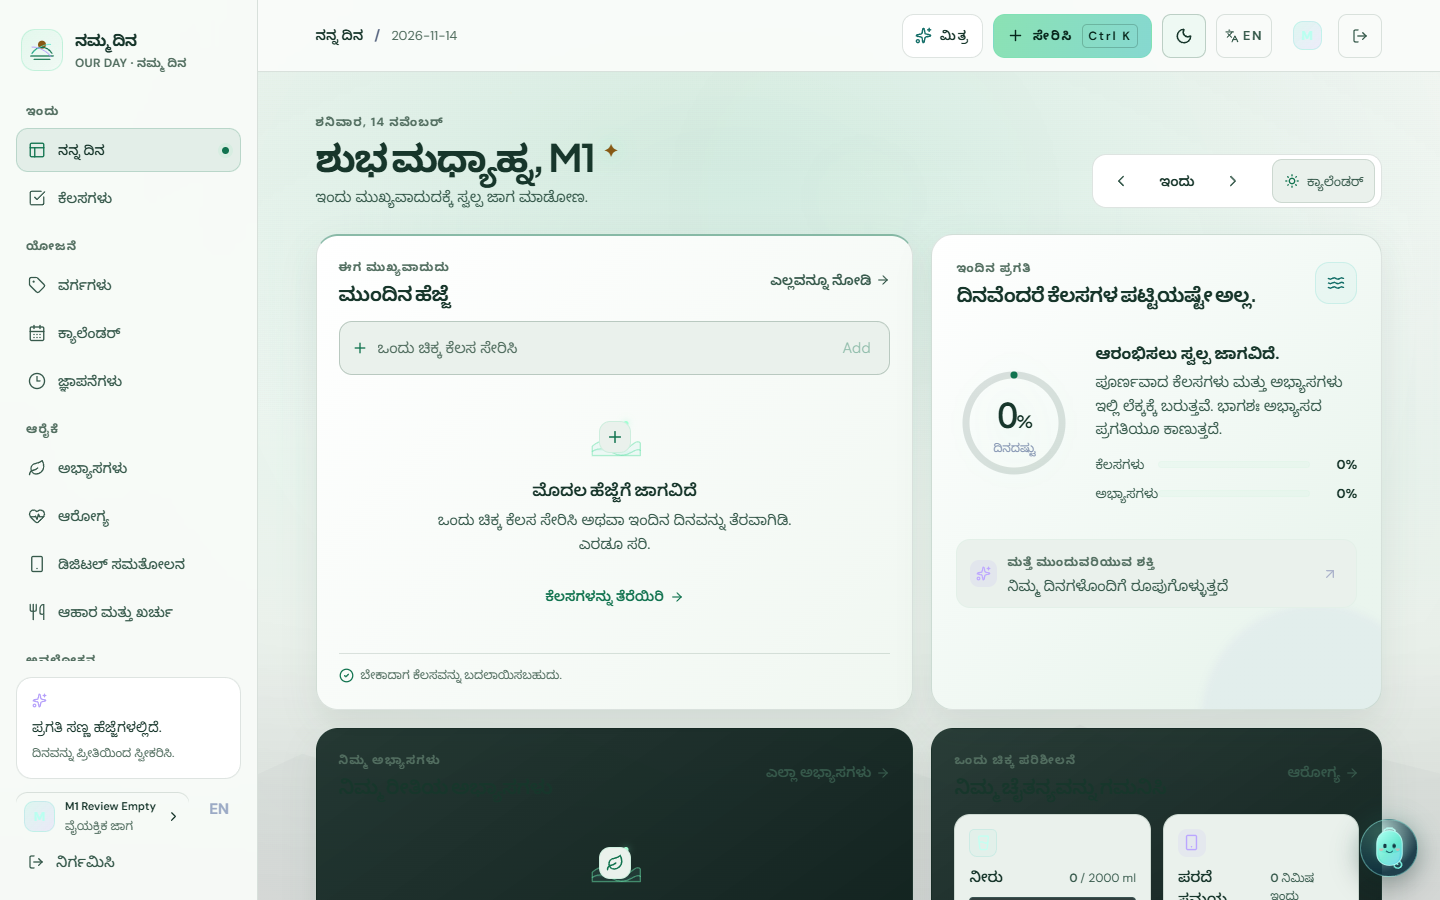 ನಮ್ಮ ದಿನ
OUR DAY · ನಮ್ಮ ದಿನ
ಇಂದು
ನನ್ನ ದಿನ
ಕೆಲಸಗಳು
ಯೋಜನೆ
ವರ್ಗಗಳು
ಕ್ಯಾಲೆಂಡರ್
ಜ್ಞಾಪನೆಗಳು
ಆರೈಕೆ
ಅಭ್ಯಾಸಗಳು
ಆರೋಗ್ಯ
ಡಿಜಿಟಲ್ ಸಮತೋಲನ
ಆಹಾರ ಮತ್ತು ಖರ್ಚು
ಪ್ರಗತಿ ಸಣ್ಣ ಹೆಜ್ಜೆಗಳಲ್ಲಿದೆ.
ದಿನವನ್ನು ಪ್ರೀತಿಯಿಂದ ಸ್ವೀಕರಿಸಿ.
M M1 Review Empty
ವೈಯಕ್ತಿಕ ಜಾಗ
EN
ನಿರ್ಗಮಿಸಿ
ನನ್ನ ದಿನ / 2026-11-14
ಮಿತ್ರ
ಸೇರಿಸಿ Ctrl K
EN
M
ಶನಿವಾರ, 14 ನವೆಂಬರ್
ಶುಭ ಮಧ್ಯಾಹ್ನ, M1
ಇಂದು ಮುಖ್ಯವಾದುದಕ್ಕೆ ಸ್ವಲ್ಪ ಜಾಗ ಮಾಡೋಣ.
ಇಂದು
ಕ್ಯಾಲೆಂಡರ್
ಈಗ ಮುಖ್ಯವಾದುದು
ಮುಂದಿನ ಹೆಜ್ಜೆ
ಎಲ್ಲವನ್ನೂ ನೋಡಿ
ಒಂದು ಚಿಕ್ಕ ಕೆಲಸ ಸೇರಿಸಿ Add
ಮೊದಲ ಹೆಜ್ಜೆಗೆ ಜಾಗವಿದೆ
ಒಂದು ಚಿಕ್ಕ ಕೆಲಸ ಸೇರಿಸಿ ಅಥವಾ ಇಂದಿನ ದಿನವನ್ನು ತೆರವಾಗಿಡಿ.
ಎರಡೂ ಸರಿ.
ಕೆಲಸಗಳನ್ನು ತೆರೆಯಿರಿ
ಬೇಕಾದಾಗ ಕೆಲಸವನ್ನು ಬದಲಾಯಿಸಬಹುದು.
ಇಂದಿನ ಪ್ರಗತಿ
ದಿನವೆಂದರೆ ಕೆಲಸಗಳ ಪಟ್ಟಿಯಷ್ಟೇ ಅಲ್ಲ.
0%
ದಿನದಷ್ಟು
ಆರಂಭಿಸಲು ಸ್ವಲ್ಪ ಜಾಗವಿದೆ.
ಪೂರ್ಣವಾದ ಕೆಲಸಗಳು ಮತ್ತು ಅಭ್ಯಾಸಗಳು
ಇಲ್ಲಿ ಲೆಕ್ಕಕ್ಕೆ ಬರುತ್ತವೆ. ಭಾಗಶಃ ಅಭ್ಯಾಸದ
ಪ್ರಗತಿಯೂ ಕಾಣುತ್ತದೆ.
ಕೆಲಸಗಳು 0%
ಅಭ್ಯಾಸಗಳು 0%
ಮತ್ತೆ ಮುಂದುವರಿಯುವ ಶಕ್ತಿ
ನಿಮ್ಮ ದಿನಗಳೊಂದಿಗೆ ರೂಪುಗೊಳ್ಳುತ್ತದೆ
ನಿಮ್ಮ ಅಭ್ಯಾಸಗಳು
ಎಲ್ಲಾ ಅಭ್ಯಾಸಗಳು
ಒಂದು ಚಿಕ್ಕ ಪರಿಶೀಲನೆ
ಆರೋಗ್ಯ
ನೀರು 0 / 2000 ml
ಪರದೆ 0 ನಿಮಿಷ
ಸಮಯ ಇಂದು